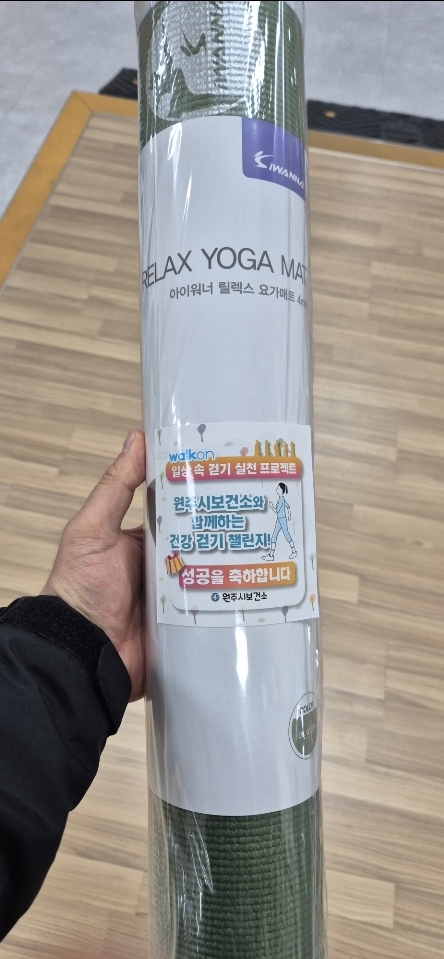 IWANNA
IWANNA
RELAX YOGA MAT
아이워너 릴렉스 요가매트
walkon
일상 속 걷기 실천 프로젝트
원주시보건소와
함께하는
건강 걷기 챌린지!
성공을 축하합니다
원주시보건소